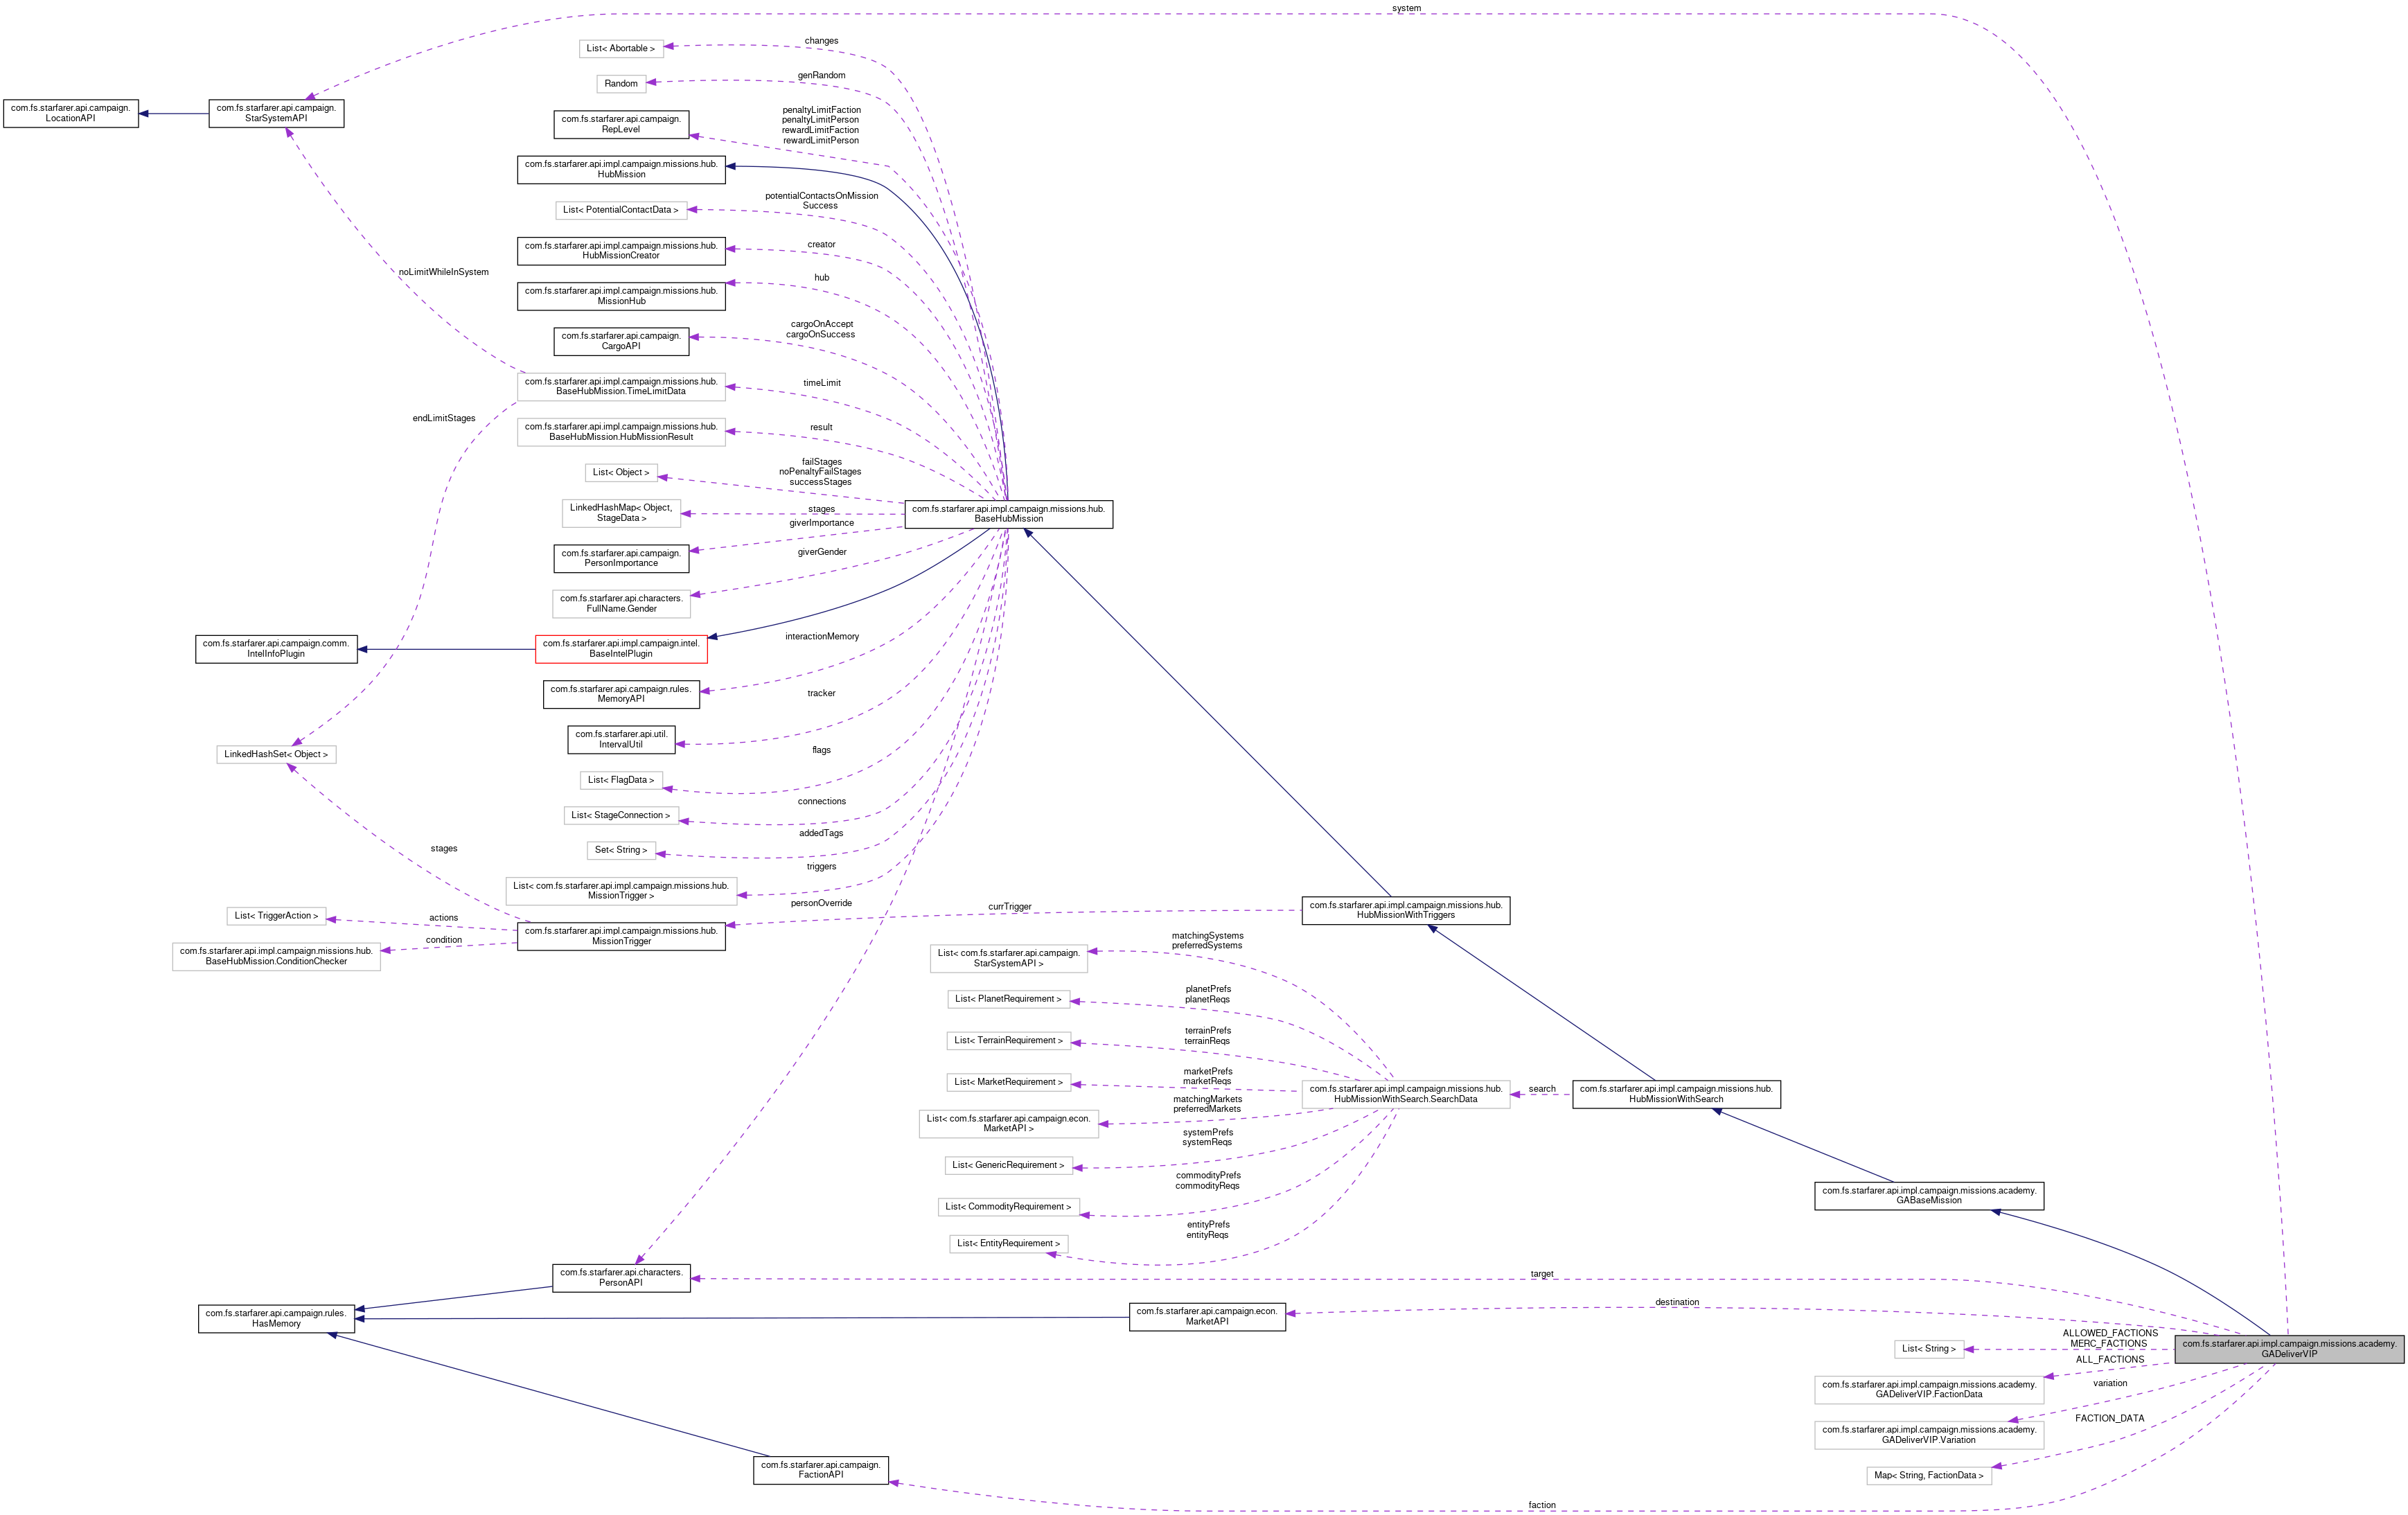 system
List< Abortable >
changes
Random
genRandom
com.fs.starfarer.api.campaign.
LocationAPI
com.fs.starfarer.api.campaign.
StarSystemAPI
com.fs.starfarer.api.campaign.
RepLevel
penaltyLimitFaction
penaltyLimitPerson
rewardLimitFaction
rewardLimitPerson
com.fs.starfarer.api.impl.campaign.missions.hub.
HubMission
List< PotentialContactData >
potentialContactsOnMission
Success
com.fs.starfarer.api.impl.campaign.missions.hub.
HubMissionCreator
creator
noLimitWhileInSystem
com.fs.starfarer.api.impl.campaign.missions.hub.
MissionHub
hub
com.fs.starfarer.api.campaign.
CargoAPI
cargoOnAccept
cargoOnSuccess
com.fs.starfarer.api.impl.campaign.missions.hub.
BaseHubMission.TimeLimitData
timeLimit
endLimitStages
com.fs.starfarer.api.impl.campaign.missions.hub.
BaseHubMission.HubMissionResult
result
List< Object >
failStages
noPenaltyFailStages
successStages
LinkedHashMap< Object,
StageData >
stages
com.fs.starfarer.api.impl.campaign.missions.hub.
BaseHubMission
com.fs.starfarer.api.campaign.
PersonImportance
giverImportance
com.fs.starfarer.api.characters.
FullName.Gender
giverGender
com.fs.starfarer.api.campaign.comm.
IntelInfoPlugin
com.fs.starfarer.api.impl.campaign.intel.
BaseIntelPlugin
interactionMemory
com.fs.starfarer.api.campaign.rules.
MemoryAPI
tracker
com.fs.starfarer.api.util.
IntervalUtil
LinkedHashSet< Object >
List< FlagData >
flags
List< StageConnection >
connections
Set< String >
addedTags
stages
List< com.fs.starfarer.api.impl.campaign.missions.hub.
MissionTrigger >
triggers
personOverride
List< TriggerAction >
actions
condition
com.fs.starfarer.api.impl.campaign.missions.hub.
BaseHubMission.ConditionChecker
com.fs.starfarer.api.impl.campaign.missions.hub.
MissionTrigger
currTrigger
com.fs.starfarer.api.impl.campaign.missions.hub.
HubMissionWithTriggers
List< com.fs.starfarer.api.campaign.
StarSystemAPI >
matchingSystems
preferredSystems
List< PlanetRequirement >
planetPrefs
planetReqs
List< TerrainRequirement >
terrainPrefs
terrainReqs
List< MarketRequirement >
marketPrefs
marketReqs
com.fs.starfarer.api.impl.campaign.missions.hub.
HubMissionWithSearch.SearchData
search
com.fs.starfarer.api.impl.campaign.missions.hub.
HubMissionWithSearch
List< com.fs.starfarer.api.campaign.econ.
MarketAPI >
matchingMarkets
preferredMarkets
List< GenericRequirement >
systemPrefs
systemReqs
List< CommodityRequirement >
commodityPrefs
commodityReqs
com.fs.starfarer.api.impl.campaign.missions.academy.
GABaseMission
List< EntityRequirement >
entityPrefs
entityReqs
com.fs.starfarer.api.characters.
PersonAPI
target
com.fs.starfarer.api.campaign.rules.
HasMemory
com.fs.starfarer.api.campaign.econ.
MarketAPI
destination
List< String >
ALLOWED_FACTIONS
MERC_FACTIONS
com.fs.starfarer.api.impl.campaign.missions.academy.
GADeliverVIP
ALL_FACTIONS
com.fs.starfarer.api.impl.campaign.missions.academy.
GADeliverVIP.FactionData
variation
com.fs.starfarer.api.impl.campaign.missions.academy.
GADeliverVIP.Variation
FACTION_DATA
Map< String, FactionData >
com.fs.starfarer.api.campaign.
FactionAPI
faction